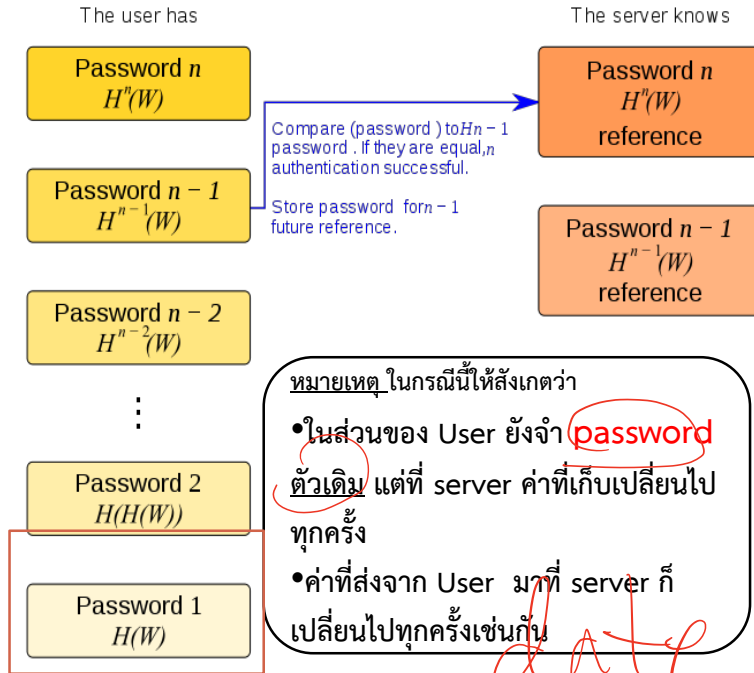 The user has
The server knows
Password n
Hⁿ(W)
Password n − 1
Hⁿ⁻¹(W)
Password n − 2
Hⁿ⁻²(W)
⋮
Password 2
H(H(W))
Password 1
H(W)
Compare (password ) toHn − 1
password . If they are equal,n
authentication successful.
Store password forn − 1
future reference.
Password n
Hⁿ(W)
reference
Password n − 1
Hⁿ⁻¹(W)
reference
หมายเหตุ ในกรณีนี้ให้สังเกตว่า
•ในส่วนของ User ยังจำ password
ตัวเดิม แต่ที่ server ค่าที่เก็บเปลี่ยนไป
ทุกครั้ง
•ค่าที่ส่งจาก User มาที่ server ก็
เปลี่ยนไปทุกครั้งเช่นกัน